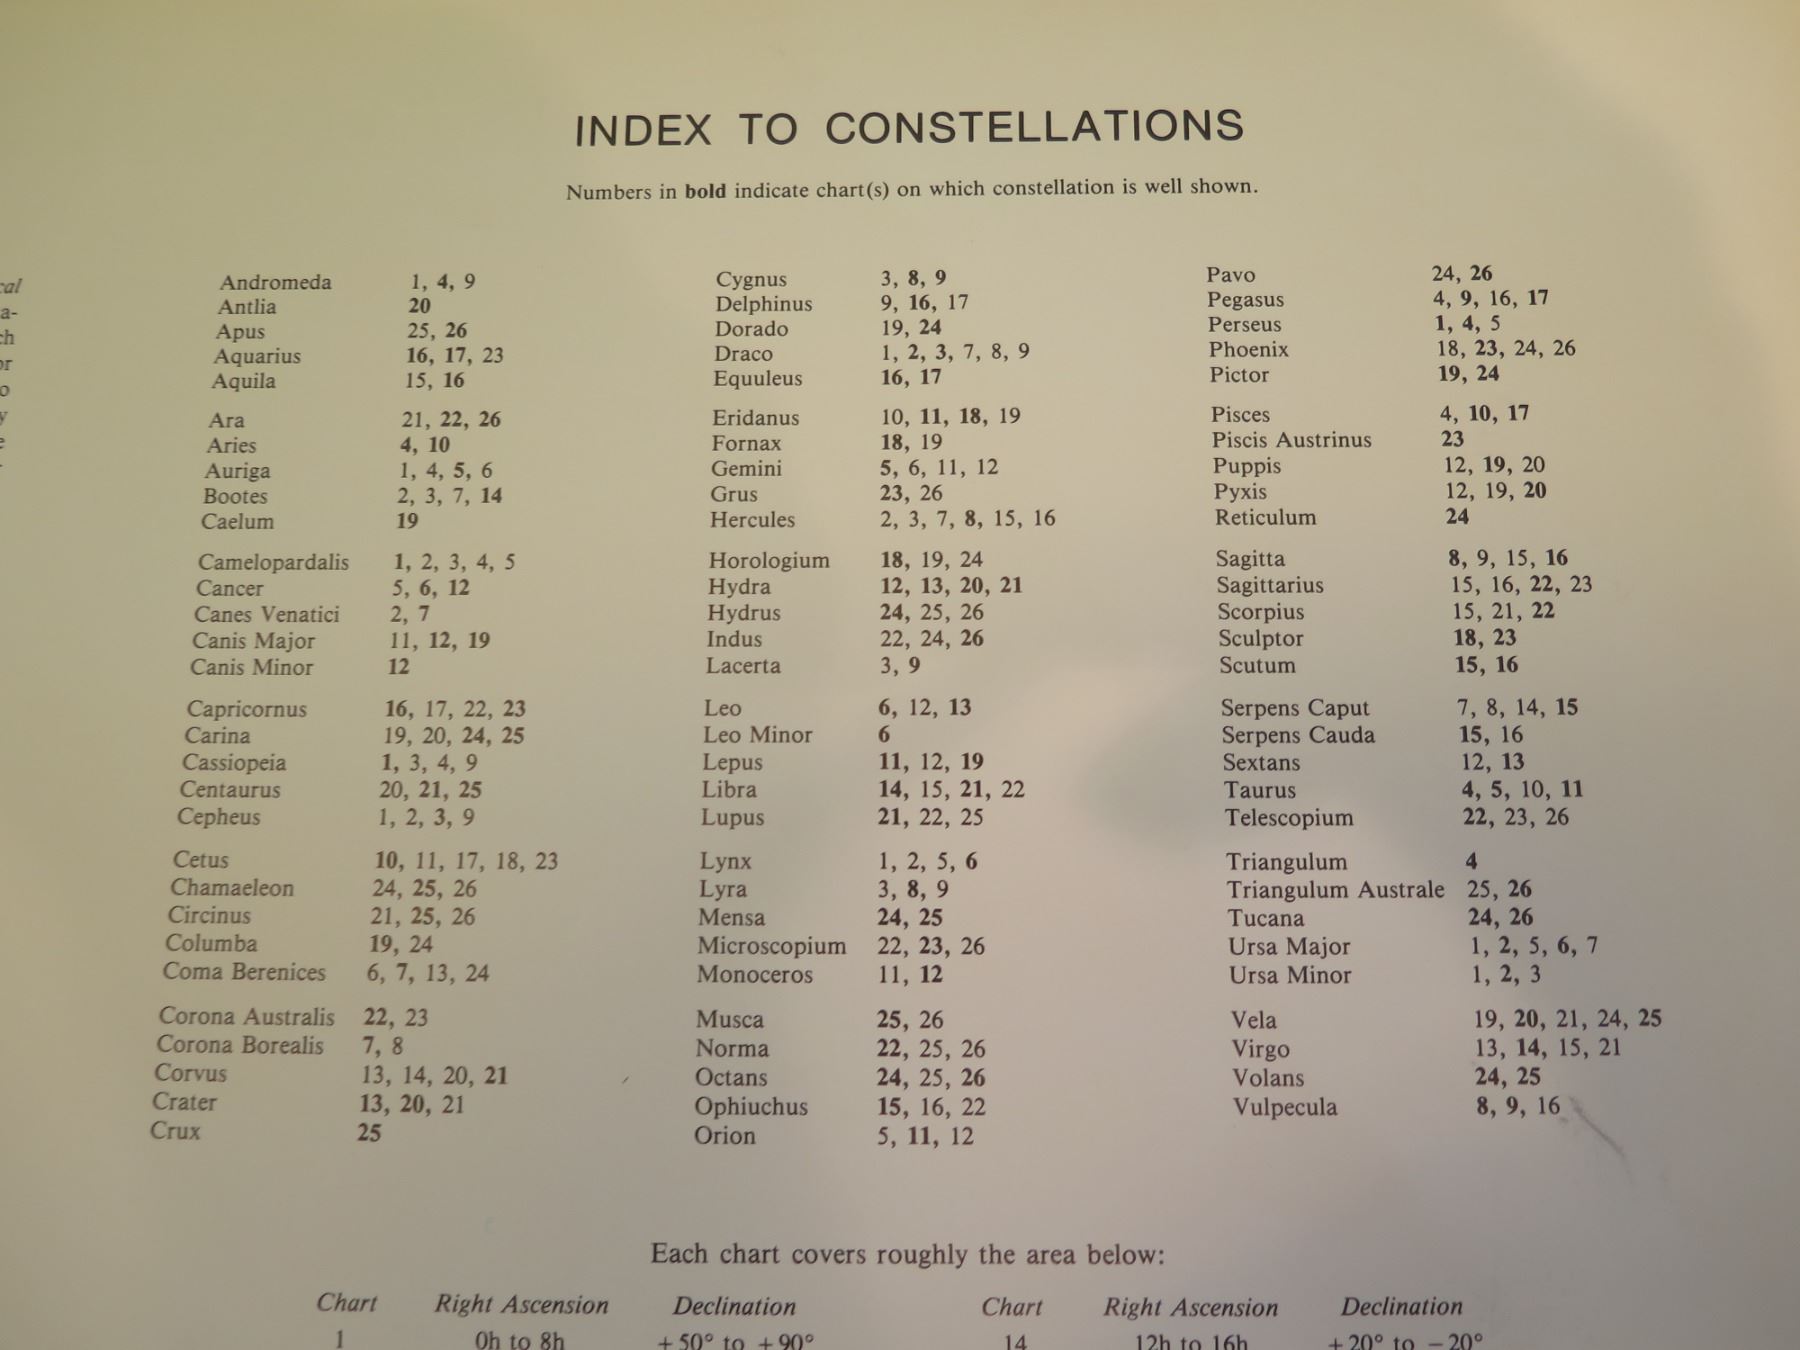 INDEX TO CONSTELLATIONS
Numbers in bold indicate chart(s) on which constellation is well shown.
Andromeda 1, 4, 9
Antlia 20
Apus 25, 26
Aquarius 16, 17, 23
Aquila 15, 16
Ara 21, 22, 26
Aries 4, 10
Auriga 1, 4, 5, 6
Bootes 2, 3, 7, 14
Caelum 19
Camelopardalis 1, 2, 3, 4, 5
Cancer 5, 6, 12
Canes Venatici 2, 7
Canis Major 11, 12, 19
Canis Minor 12
Capricornus 16, 17, 22, 23
Carina 19, 20, 24, 25
Cassiopeia 1, 3, 4, 9
Centaurus 20, 21, 25
Cepheus 1, 2, 3, 9
Cetus 10, 11, 17, 18, 23
Chamaeleon 24, 25, 26
Circinus 21, 25, 26
Columba 19, 24
Coma Berenices 6, 7, 13, 24
Corona Australis 22, 23
Corona Borealis 7, 8
Corvus 13, 14, 20, 21
Crater 13, 20, 21
Crux 25
Cygnus 3, 8, 9
Delphinus 9, 16, 17
Dorado 19, 24
Draco 1, 2, 3, 7, 8, 9
Equuleus 16, 17
Eridanus 10, 11, 18, 19
Fornax 18, 19
Gemini 5, 6, 11, 12
Grus 23, 26
Hercules 2, 3, 7, 8, 15, 16
Horologium 18, 19, 24
Hydra 12, 13, 20, 21
Hydrus 24, 25, 26
Indus 22, 24, 26
Lacerta 3, 9
Leo 6, 12, 13
Leo Minor 6
Lepus 11, 12, 19
Libra 14, 15, 21, 22
Lupus 21, 22, 25
Lynx 1, 2, 5, 6
Lyra 3, 8, 9
Mensa 24, 25
Microscopium 22, 23, 26
Monoceros 11, 12
Musca 25, 26
Norma 22, 25, 26
Octans 24, 25, 26
Ophiuchus 15, 16, 22
Orion 5, 11, 12
Pavo 24, 26
Pegasus 4, 9, 16, 17
Perseus 1, 4, 5
Phoenix 18, 23, 24, 26
Pictor 19, 24
Pisces 4, 10, 17
Piscis Austrinus 23
Puppis 12, 19, 20
Pyxis 12, 19, 20
Reticulum 24
Sagitta 8, 9, 15, 16
Sagittarius 15, 16, 22, 23
Scorpius 15, 21, 22
Sculptor 18, 23
Scutum 15, 16
Serpens Caput 7, 8, 14, 15
Serpens Cauda 15, 16
Sextans 12, 13
Taurus 4, 5, 10, 11
Telescopium 22, 23, 26
Triangulum 4
Triangulum Australe 25, 26
Tucana 24, 26
Ursa Major 1, 2, 5, 6, 7
Ursa Minor 1, 2, 3
Vela 19, 20, 21, 24, 25
Virgo 13, 14, 15, 21
Volans 24, 25
Vulpecula 8, 9, 16
Each chart covers roughly the area below:
Chart Right Ascension Declination Chart Right Ascension Declination
1 0h to 8h +50° to +90° 14 12h to 16h +20° to −20°